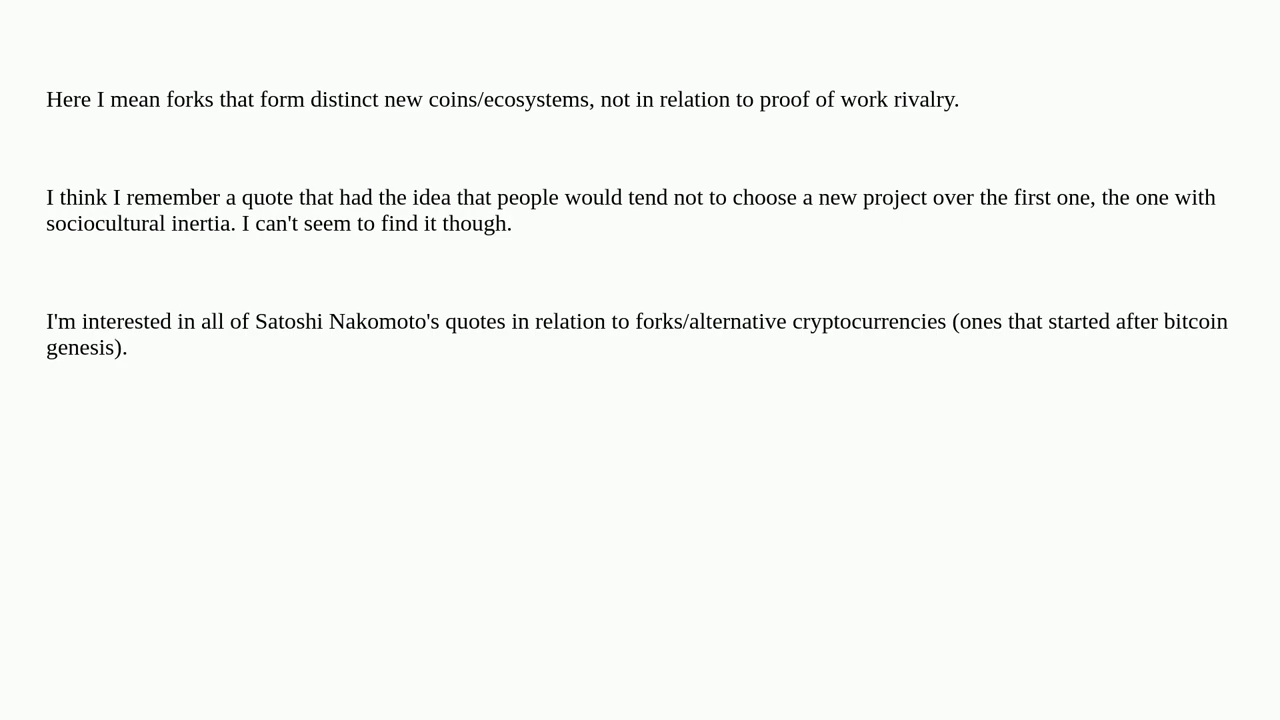 Here I mean forks that form distinct new coins/ecosystems, not in relation to proof of work rivalry.
I think I remember a quote that had the idea that people would tend not to choose a new project over the first one, the one with
sociocultural inertia. I can't seem to find it though.
I'm interested in all of Satoshi Nakomoto's quotes in relation to forks/alternative cryptocurrencies (ones that started after bitcoin
genesis).